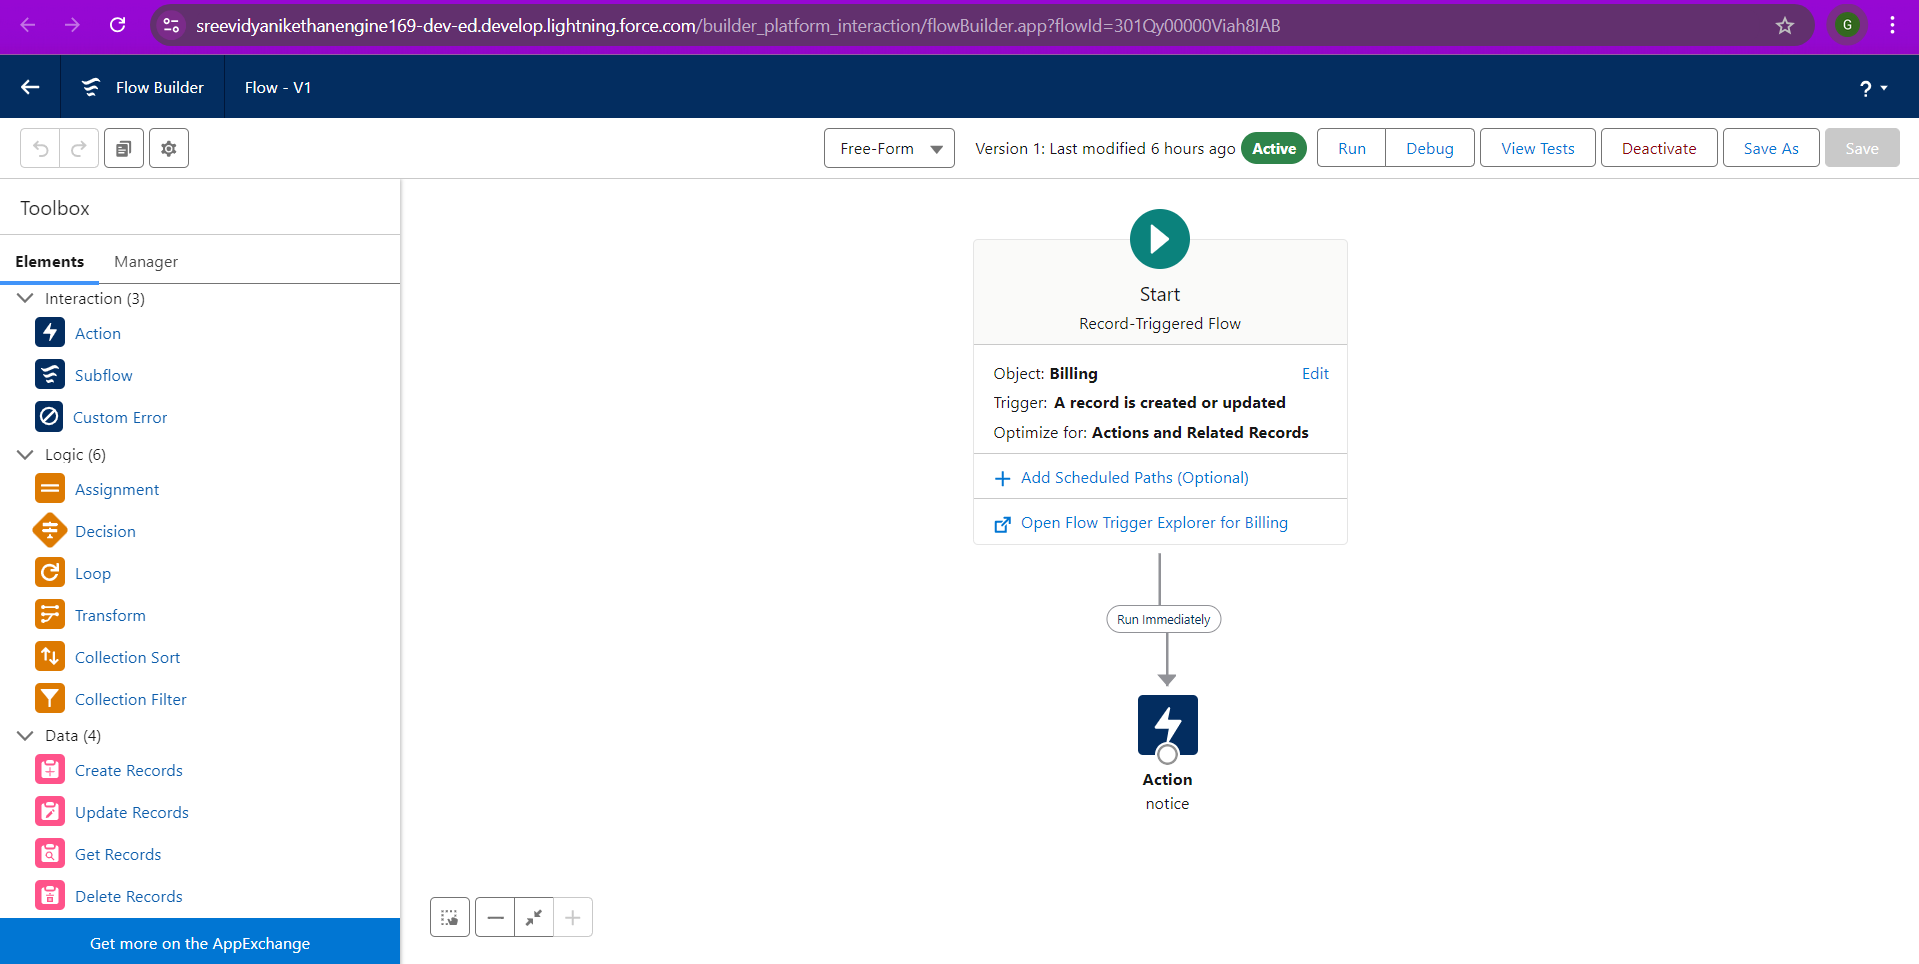 sreevidyanikethanengine169-dev-ed.develop.lightning.force.com/builder_platform_interaction/flowBuilder.app?flowId=301Qy00000Viah8IAB
G
Flow Builder
Flow - V1
?
Free-Form
Version 1: Last modified 6 hours ago
Active
Run
Debug
View Tests
Deactivate
Save As
Save
Toolbox
Elements
Manager
Interaction (3)
Action
Subflow
Custom Error
Logic (6)
Assignment
Decision
Loop
Transform
Collection Sort
Collection Filter
Data (4)
Create Records
Update Records
Get Records
Delete Records
Get more on the AppExchange
Start
Record-Triggered Flow
Object: Billing
Edit
Trigger: A record is created or updated
Optimize for: Actions and Related Records
Add Scheduled Paths (Optional)
Open Flow Trigger Explorer for Billing
Run Immediately
Action
notice